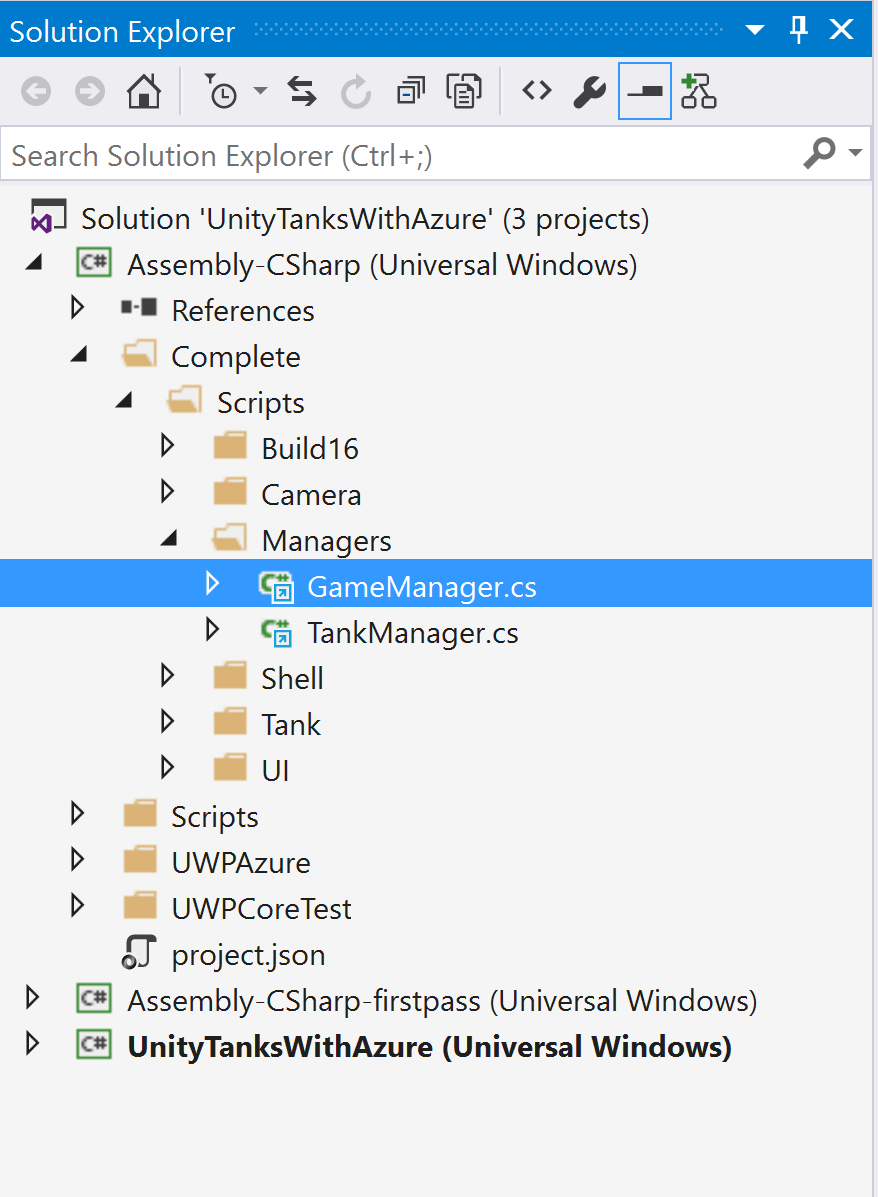 Solution Explorer
Search Solution Explorer (Ctrl+;)
Solution 'UnityTanksWithAzure' (3 projects)
C# Assembly-CSharp (Universal Windows)
References
Complete
Scripts
Build16
Camera
Managers
C# GameManager.cs
C# TankManager.cs
Shell
Tank
UI
Scripts
UWPAzure
UWPCoreTest
project.json
C# Assembly-CSharp-firstpass (Universal Windows)
C# UnityTanksWithAzure (Universal Windows)